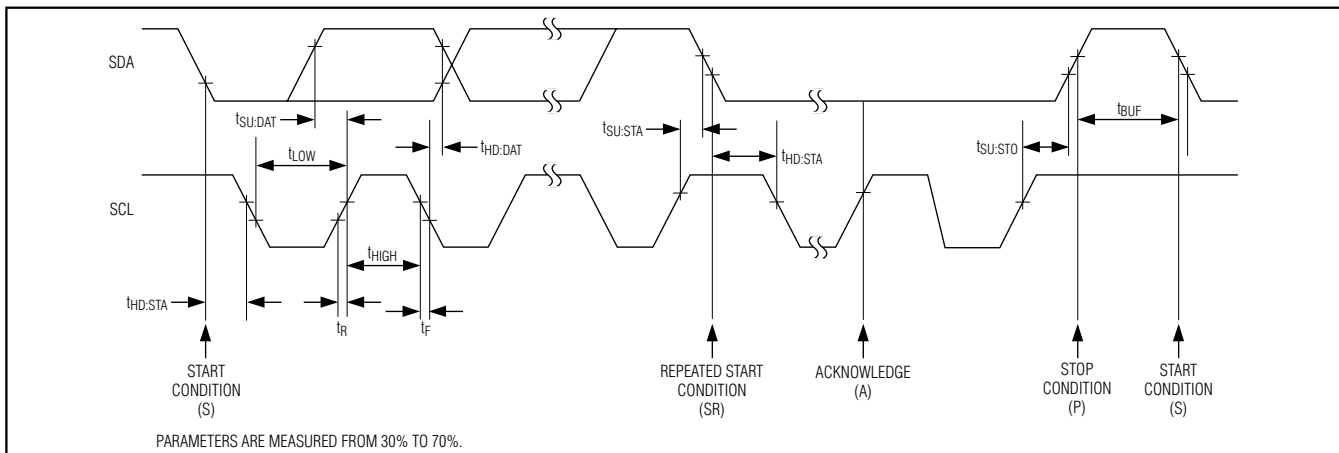 SDA
tSU:DAT
tLOW
tHD:DAT
tSU:STA
tHD:STA
tBUF
tSU:STO
SCL
tHIGH
tHD:STA
tR
tF
START
CONDITION
(S)
REPEATED START
CONDITION
(SR)
ACKNOWLEDGE
(A)
STOP
CONDITION
(P)
START
CONDITION
(S)
PARAMETERS ARE MEASURED FROM 30% TO 70%.